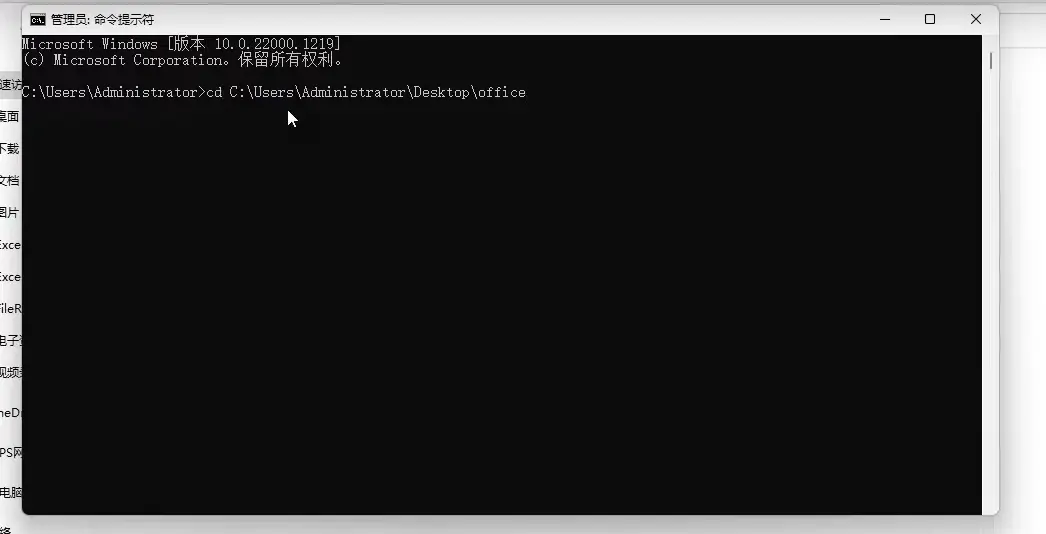 管理员: 命令提示符
Microsoft Windows [版本 10.0.22000.1219]
(c) Microsoft Corporation。保留所有权利。
C:\Users\Administrator>cd C:\Users\Administrator\Desktop\office
速访
桌面
下载
文档
图片
Exce
Exce
FileR
电子
视频
neD
PS网
电脑